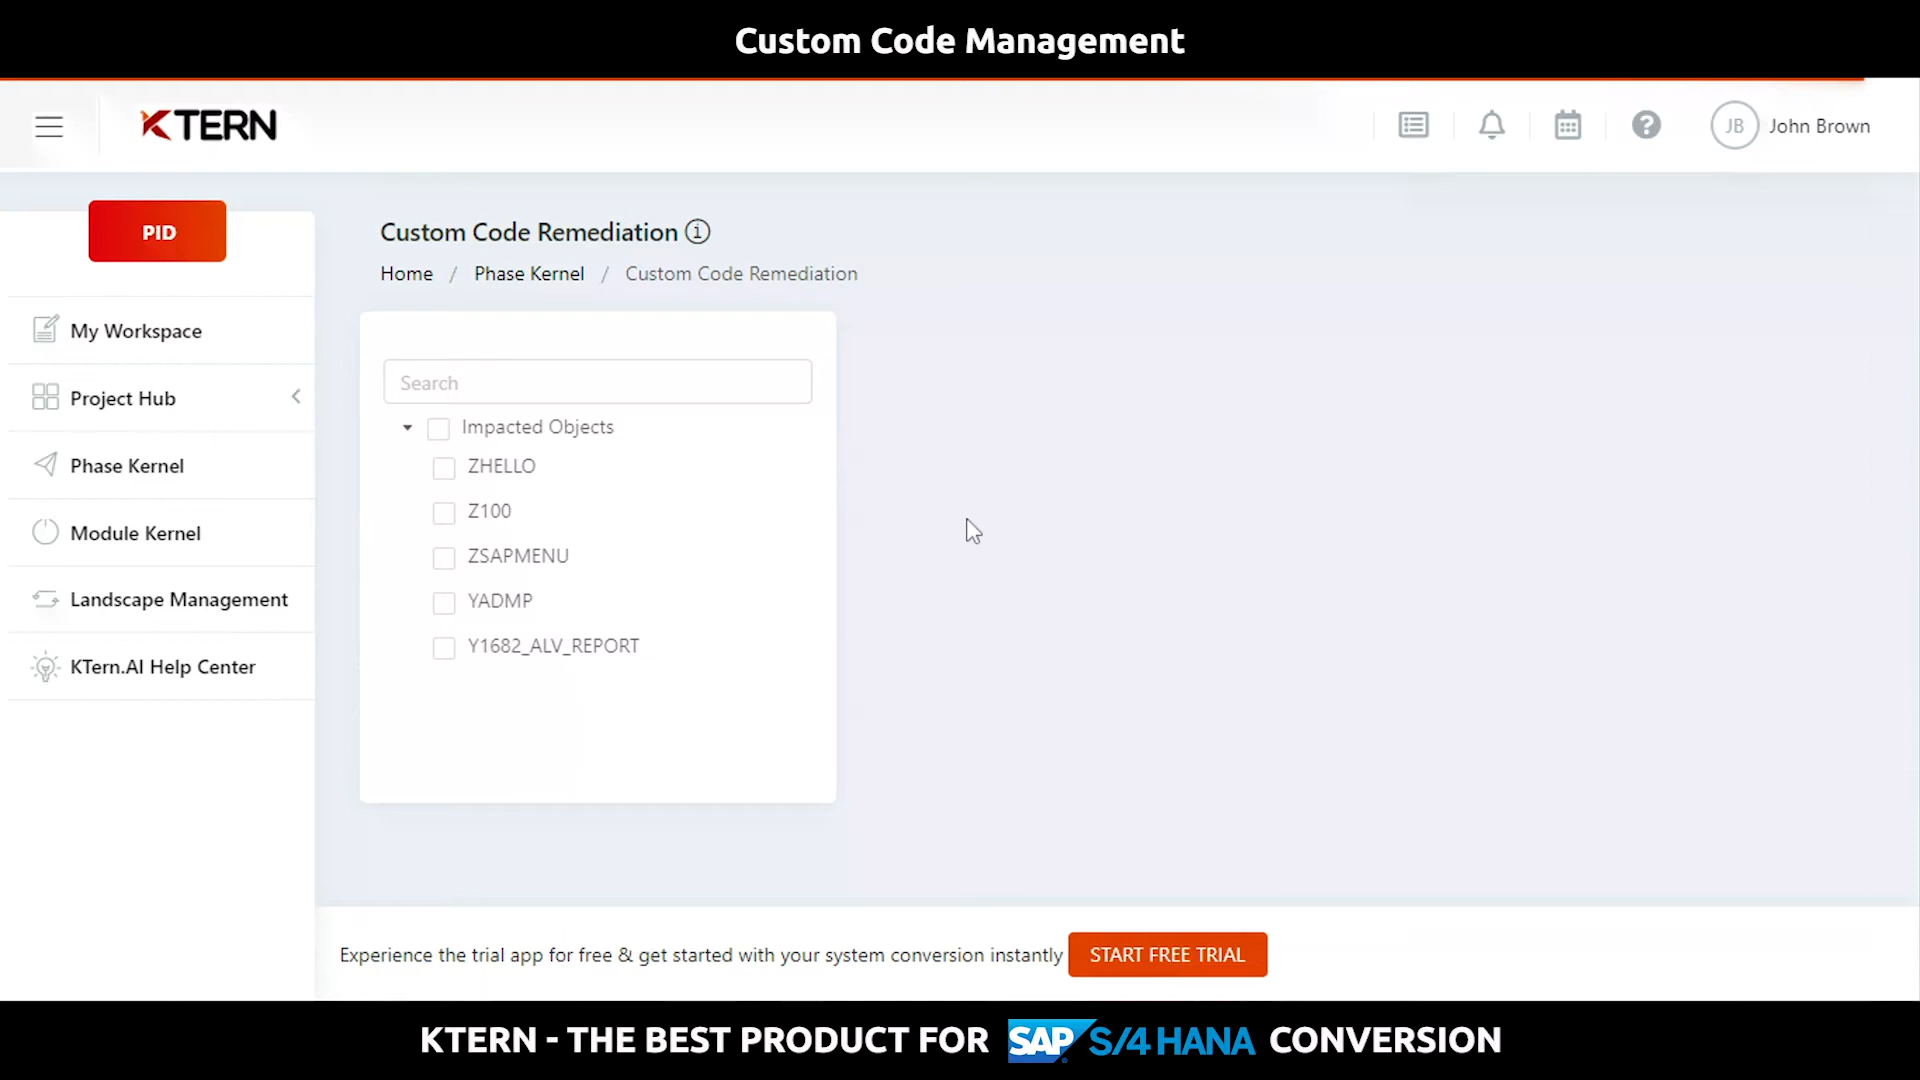 Custom Code Management
KTERN
JB John Brown
PID
My Workspace
Project Hub
Phase Kernel
Module Kernel
Landscape Management
KTern.AI Help Center
Custom Code Remediation
Home / Phase Kernel / Custom Code Remediation
Search
Impacted Objects
ZHELLO
Z100
ZSAPMENU
YADMP
Y1682_ALV_REPORT
Experience the trial app for free & get started with your system conversion instantly START FREE TRIAL
KTERN - THE BEST PRODUCT FOR SAP S/4 HANA CONVERSION